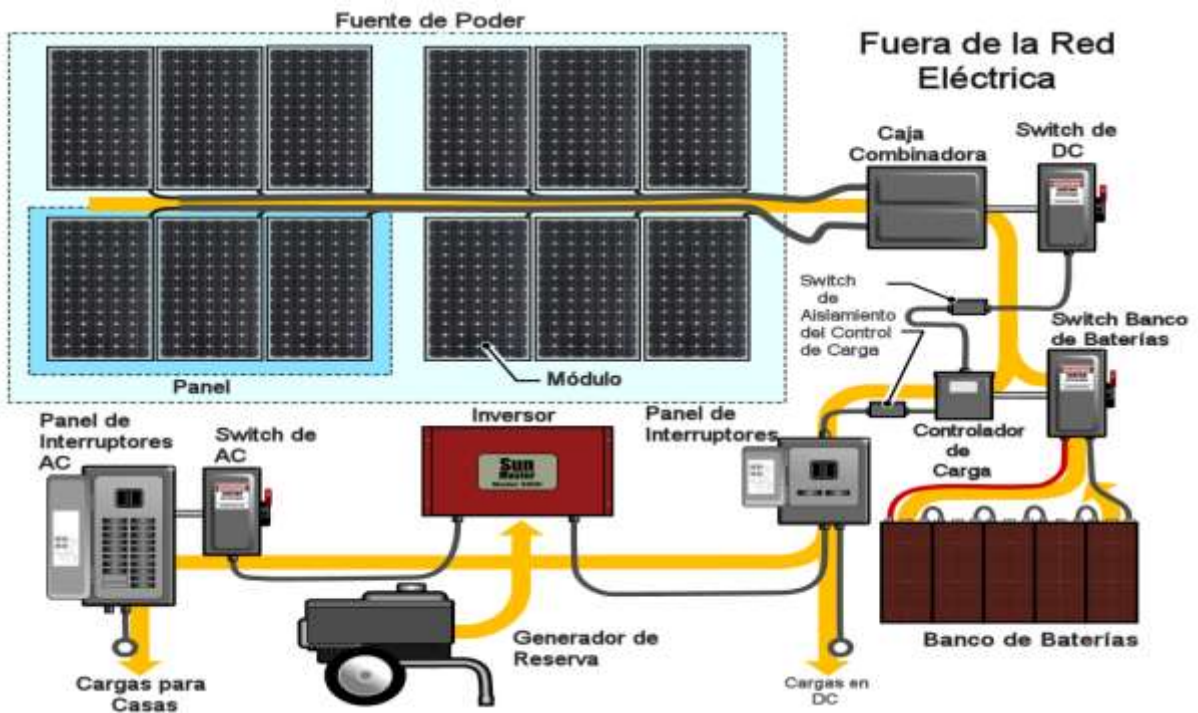 Fuente de Poder
Fuera de la Red
Eléctrica
Caja
Combinadora
Switch de
DC
Switch
de
Aislamiento
del Control
de Carga
Switch Banco
de Baterías
Panel
Módulo
Panel de
Interruptores
AC
Switch de
AC
Inversor
Sun
Panel de
Interruptores
Controlador
de
Carga
Generador de
Reserva
Banco de Baterías
Cargas para
Casas
Cargas en
DC